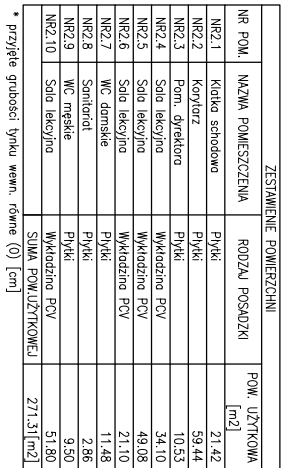 ZESTAWIENIE POWIERZCHNI
NR POM. NAZWA POMIESZCZENIA RODZAJ POSADZKI POW. UŻYTKOWA [m2]
NR2.1 Klatka schodowa Płytki 21.42
NR2.2 Korytarz Płytki 59.44
NR2.3 Pom. dyrektora Płytki 10.53
NR2.4 Sala lekcyjna Wykładzina PCV 34.10
NR2.5 Sala lekcyjna Wykładzina PCV 49.08
NR2.6 Sala lekcyjna Wykładzina PCV 21.10
NR2.7 WC damskie Płytki 11.48
NR2.8 Sanitariat Płytki 2.86
NR2.9 WC męskie Płytki 9.50
NR2.10 Sala lekcyjna Wykładzina PCV 51.80
SUMA POW.UŻYTKOWEJ 271.31[m2]
* przyjęte grubości tynku wewn. równe (0) [cm]